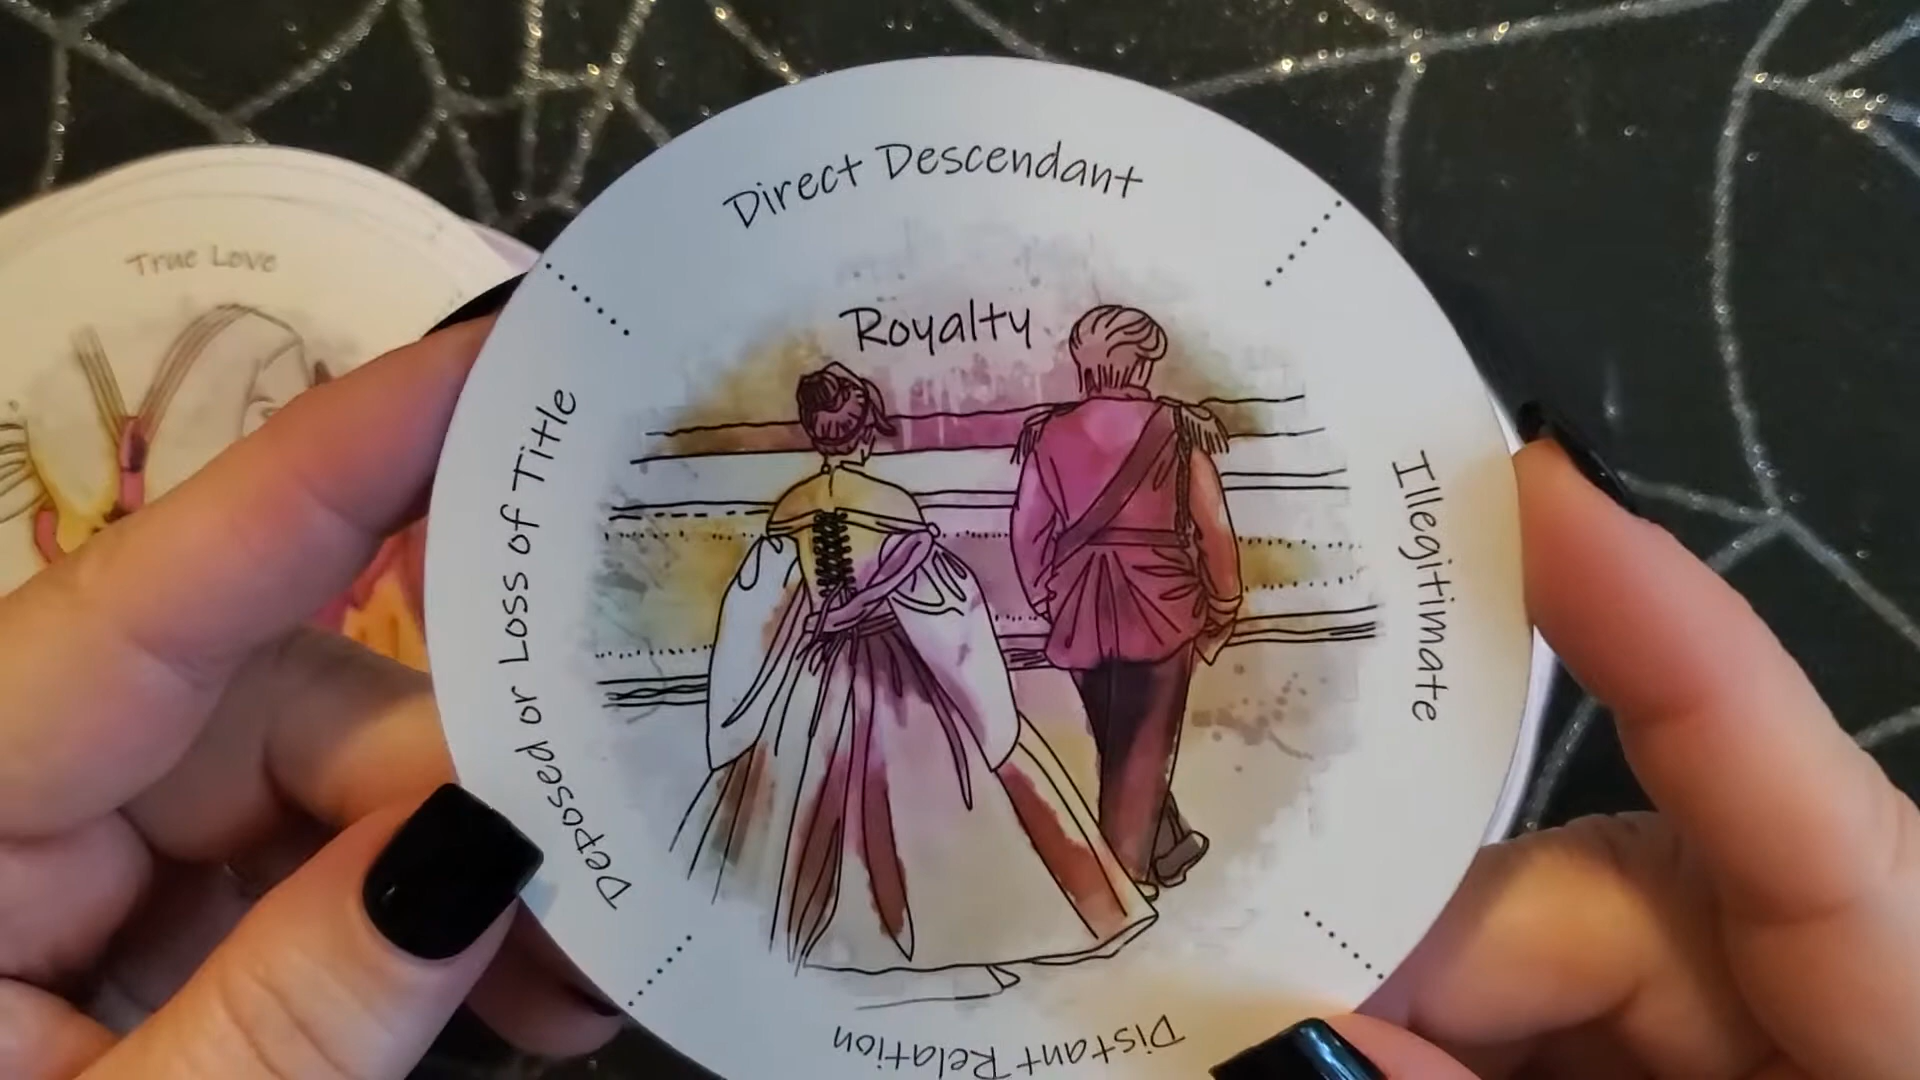 True Love
Direct Descendant
Royalty
Illegitimate
Distant Relation
Deposed or Loss of Title